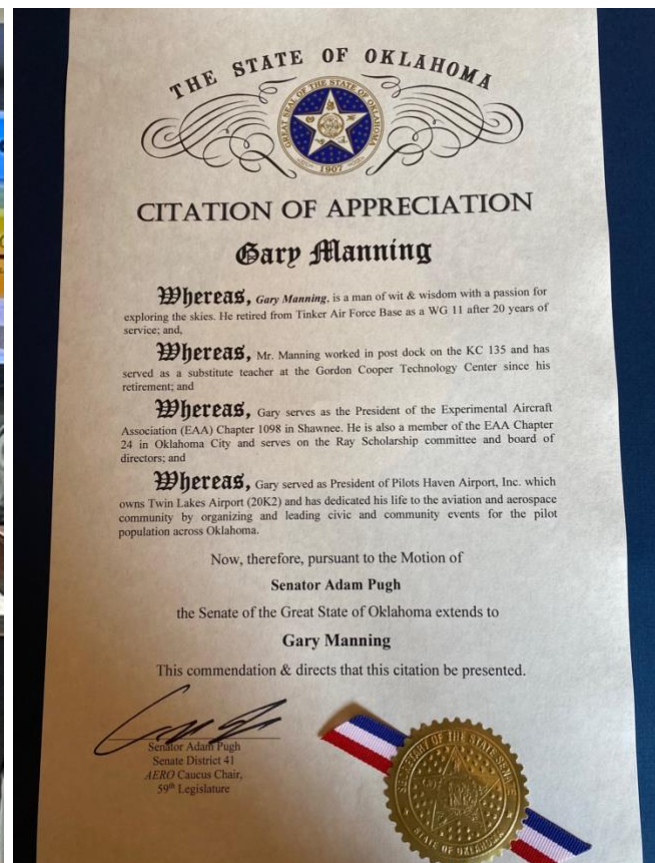 THE STATE OF OKLAHOMA
GREAT SEAL OF THE STATE OF OKLAHOMA
1907
CITATION OF APPRECIATION
Gary Manning
Whereas, Gary Manning, is a man of wit & wisdom with a passion for
exploring the skies. He retired from Tinker Air Force Base as a WG 11 after 20 years of
service; and,
Whereas, Mr. Manning worked in post dock on the KC 135 and has
served as a substitute teacher at the Gordon Cooper Technology Center since his
retirement; and
Whereas, Gary serves as the President of the Experimental Aircraft
Association (EAA) Chapter 1098 in Shawnee. He is also a member of the EAA Chapter
24 in Oklahoma City and serves on the Ray Scholarship committee and board of
directors; and
Whereas, Gary served as President of Pilots Haven Airport, Inc. which
owns Twin Lakes Airport (20K2) and has dedicated his life to the aviation and aerospace
community by organizing and leading civic and community events for the pilot
population across Oklahoma.
Now, therefore, pursuant to the Motion of
Senator Adam Pugh
the Senate of the Great State of Oklahoma extends to
Gary Manning
This commendation & directs that this citation be presented.
Senator Adam Pugh
Senate District 41
AERO Caucus Chair,
59th Legislature
SECRETARY OF THE STATE SENATE
STATE OF OKLAHOMA